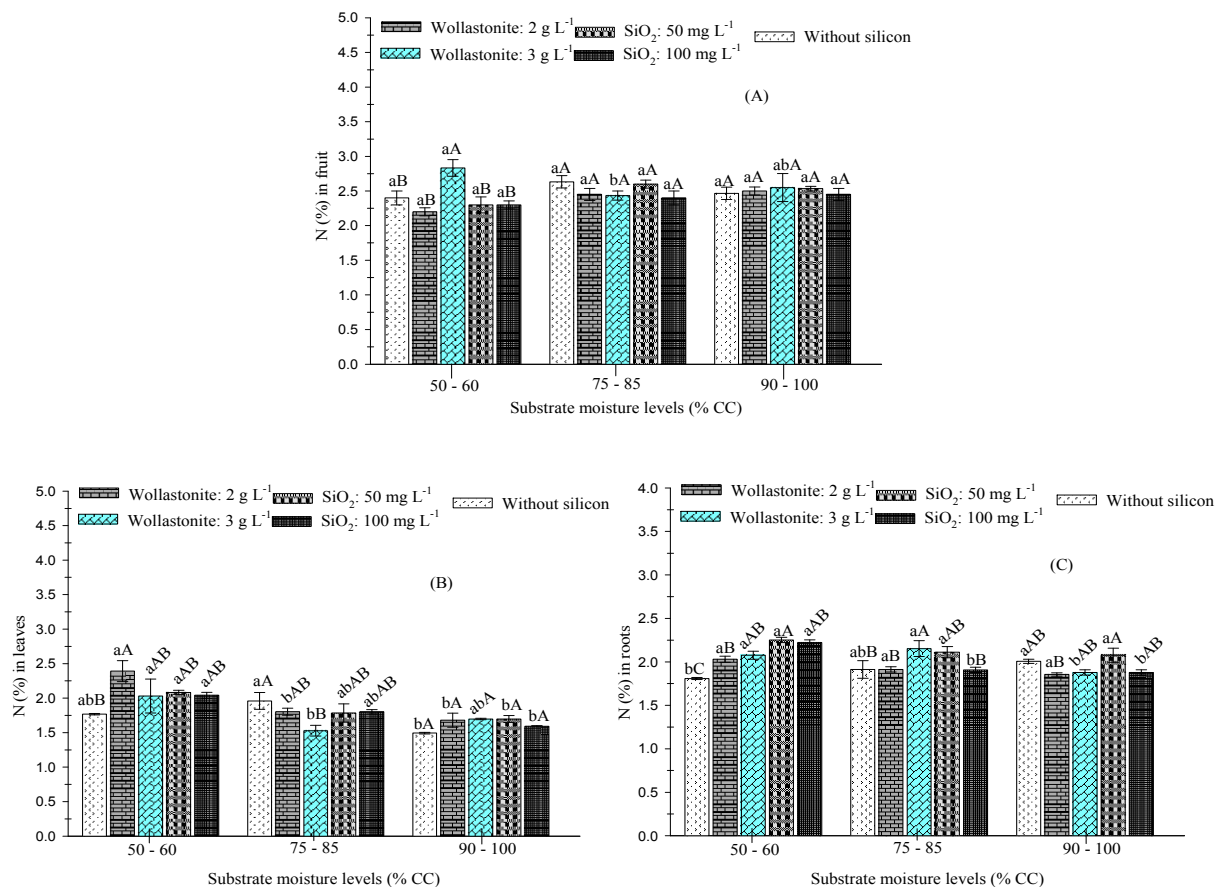 Wollastonite: 2 g L⁻¹ SiO₂: 50 mg L⁻¹ Without silicon
Wollastonite: 3 g L⁻¹ SiO₂: 100 mg L⁻¹
(A)
N (%) in fruit
5.0
4.5
4.0
3.5
3.0
2.5
2.0
1.5
1.0
0.5
0.0
aB aB aA aB aB
aA aA bA aA aA
aA aA abA aA aA
50 - 60 75 - 85 90 - 100
Substrate moisture levels (% CC)
Wollastonite: 2 g L⁻¹ SiO₂: 50 mg L⁻¹ Without silicon
Wollastonite: 3 g L⁻¹ SiO₂: 100 mg L⁻¹
(B)
N (%) in leaves
5.0
4.5
4.0
3.5
3.0
2.5
2.0
1.5
1.0
0.5
0.0
abB aA aAB aAB aAB
aA bAB bB abAB abAB
bA bA abA bA bA
50 - 60 75 - 85 90 - 100
Substrate moisture levels (% CC)
Wollastonite: 2 g L⁻¹ SiO₂: 50 mg L⁻¹ Without silicon
Wollastonite: 3 g L⁻¹ SiO₂: 100 mg L⁻¹
(C)
N (%) in roots
4.0
3.5
3.0
2.5
2.0
1.5
1.0
0.5
0.0
bC aB aAB aA aAB
abB aB aA aAB bB
aAB aB bAB aA bAB
50 - 60 75 - 85 90 - 100
Substrate moisture levels (% CC)